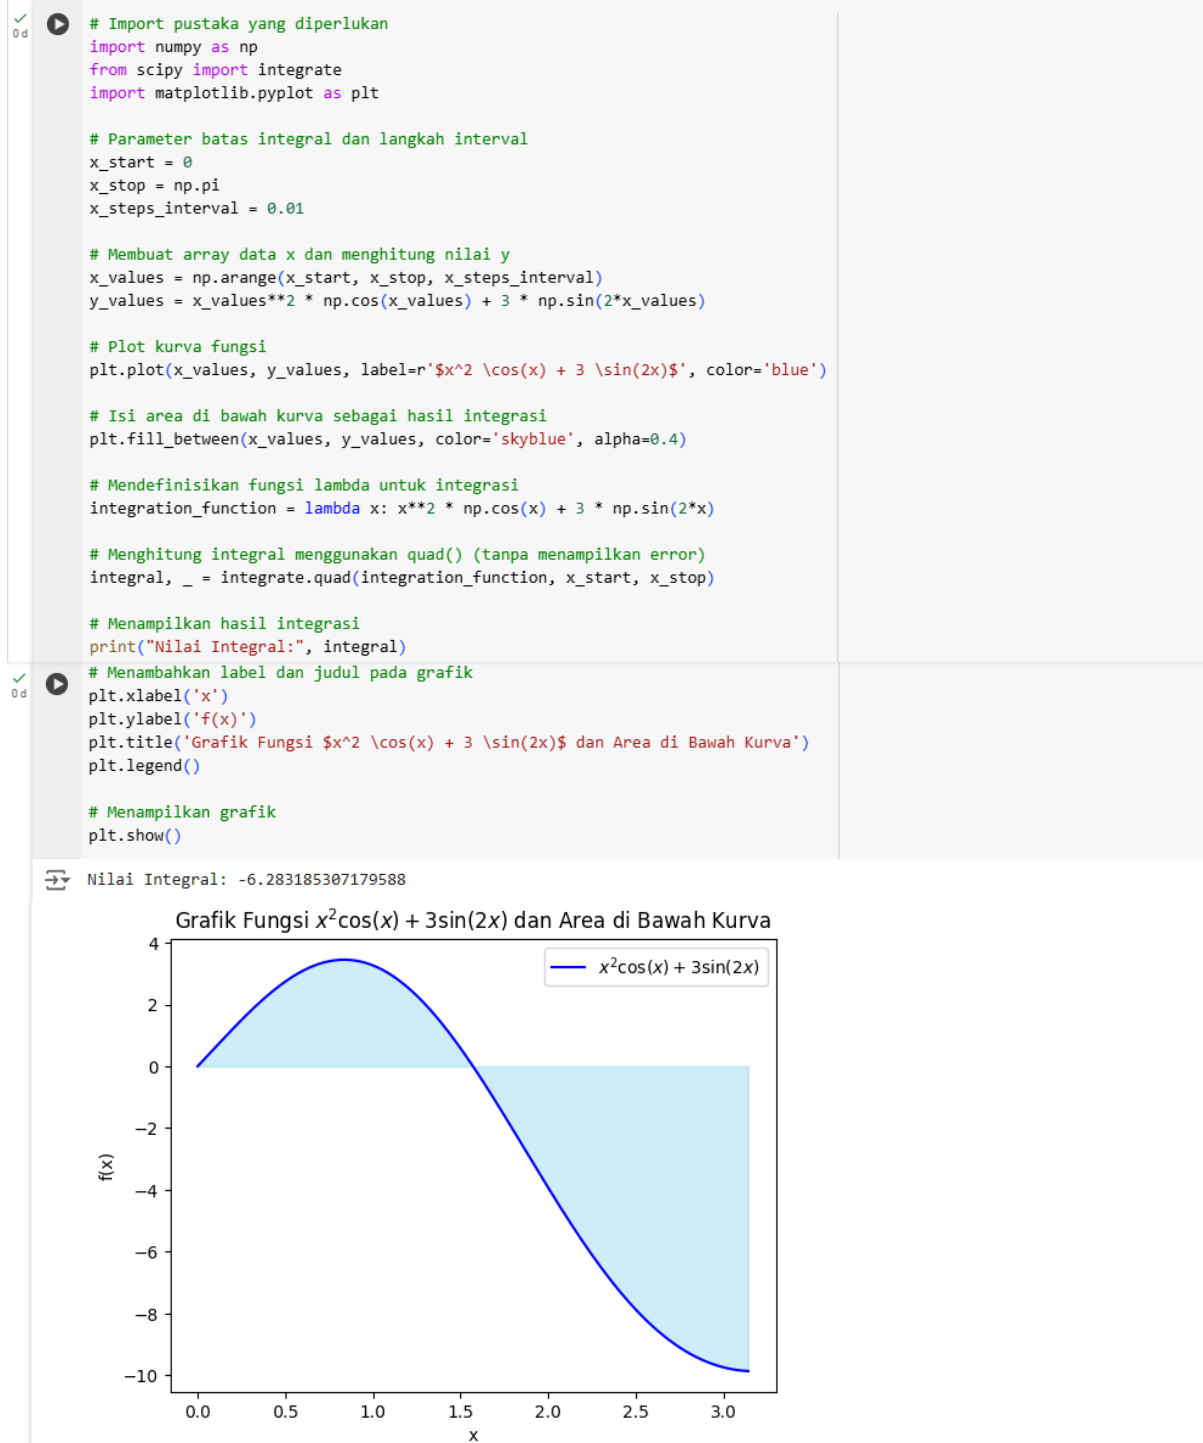 0 d
# Import pustaka yang diperlukan
import numpy as np
from scipy import integrate
import matplotlib.pyplot as plt
# Parameter batas integral dan langkah interval
x_start = 0
x_stop = np.pi
x_steps_interval = 0.01
# Membuat array data x dan menghitung nilai y
x_values = np.arange(x_start, x_stop, x_steps_interval)
y_values = x_values**2 * np.cos(x_values) + 3 * np.sin(2*x_values)
# Plot kurva fungsi
plt.plot(x_values, y_values, label=r'$x^2 \cos(x) + 3 \sin(2x)$', color='blue')
# Isi area di bawah kurva sebagai hasil integrasi
plt.fill_between(x_values, y_values, color='skyblue', alpha=0.4)
# Mendefinisikan fungsi lambda untuk integrasi
integration_function = lambda x: x**2 * np.cos(x) + 3 * np.sin(2*x)
# Menghitung integral menggunakan quad() (tanpa menampilkan error)
integral, _ = integrate.quad(integration_function, x_start, x_stop)
# Menampilkan hasil integrasi
print("Nilai Integral:", integral)
0 d
# Menambahkan label dan judul pada grafik
plt.xlabel('x')
plt.ylabel('f(x)')
plt.title('Grafik Fungsi $x^2 \cos(x) + 3 \sin(2x)$ dan Area di Bawah Kurva')
plt.legend()
# Menampilkan grafik
plt.show()
Nilai Integral: -6.283185307179588
Grafik Fungsi x²cos(x) + 3sin(2x) dan Area di Bawah Kurva
x²cos(x) + 3sin(2x)
4
2
0
−2
−4
−6
−8
−10
f(x)
0.0 0.5 1.0 1.5 2.0 2.5 3.0
x